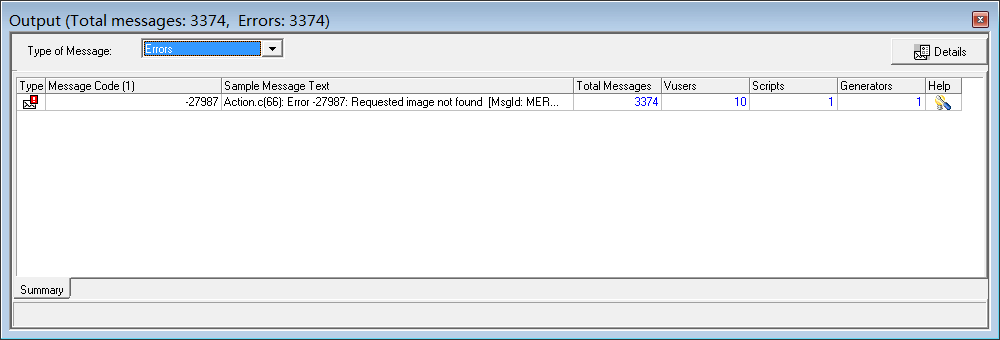 Output (Total messages: 3374, Errors: 3374)
Type of Message: Errors Details
Type Message Code (1) Sample Message Text Total Messages Vusers Scripts Generators Help
-27987 Action.c(66): Error -27987: Requested image not found [MsgId: MER... 3374 10 1 1
Summary